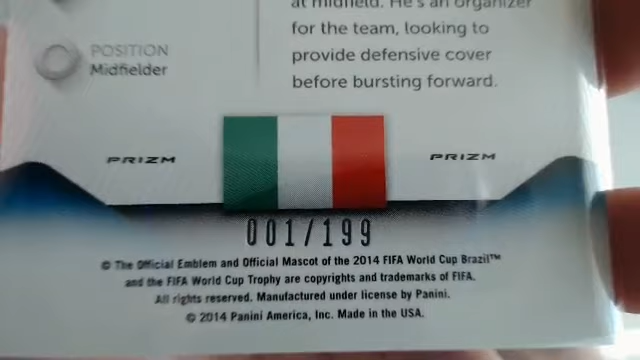 at midfield. He's an organizer
for the team, looking to
provide defensive cover
before bursting forward.
POSITION
Midfielder
PRIZM
PRIZM
001/199
© The Official Emblem and Official Mascot of the 2014 FIFA World Cup Brazil™
and the FIFA World Cup Trophy are copyrights and trademarks of FIFA.
All rights reserved. Manufactured under license by Panini.
© 2014 Panini America, Inc. Made in the USA.